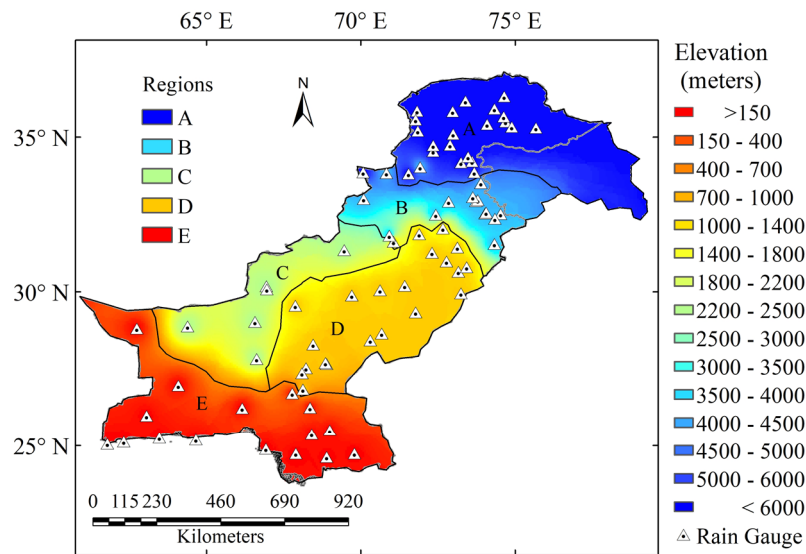 65° E 70° E 75° E
35° N
30° N
25° N
Regions
A
B
C
D
E
N
A
B
C
D
E
0 115 230 460 690 920
Kilometers
Elevation
(meters)
>150
150 - 400
400 - 700
700 - 1000
1000 - 1400
1400 - 1800
1800 - 2200
2200 - 2500
2500 - 3000
3000 - 3500
3500 - 4000
4000 - 4500
4500 - 5000
5000 - 6000
< 6000
Rain Gauge